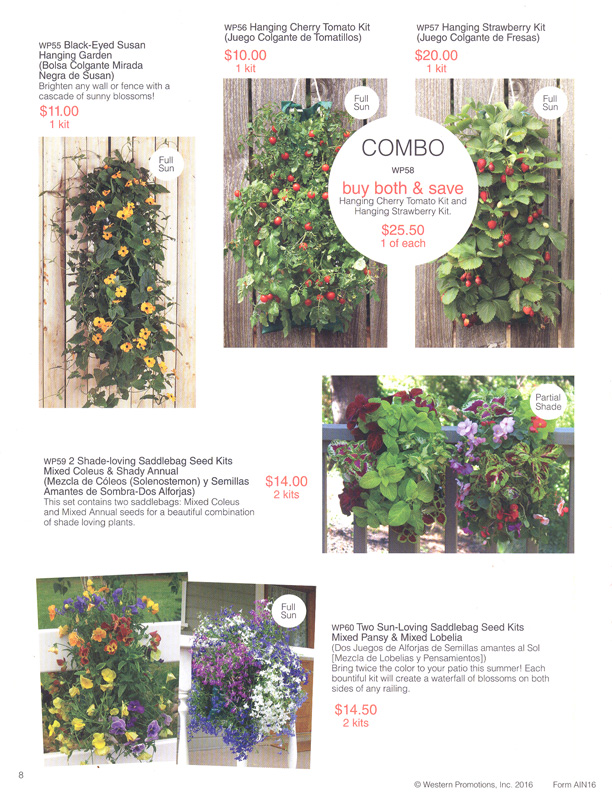 WP55 Black-Eyed Susan
Hanging Garden
(Bolsa Colgante Mirada
Negra de Susan)
Brighten any wall or fence with a
cascade of sunny blossoms!
$11.00
1 kit
Full
Sun
WP56 Hanging Cherry Tomato Kit
(Juego Colgante de Tomatillos)
$10.00
1 kit
Full
Sun
WP57 Hanging Strawberry Kit
(Juego Colgante de Fresas)
$20.00
1 kit
Full
Sun
COMBO
WP58
buy both & save
Hanging Cherry Tomato Kit and
Hanging Strawberry Kit.
$25.50
1 of each
Partial
Shade
WP59 2 Shade-loving Saddlebag Seed Kits
Mixed Coleus & Shady Annual
(Mezcla de Cóleos (Solenostemon) y Semillas
Amantes de Sombra-Dos Alforjas)
This set contains two saddlebags: Mixed Coleus
and Mixed Annual seeds for a beautiful combination
of shade loving plants.
$14.00
2 kits
Full
Sun
WP60 Two Sun-Loving Saddlebag Seed Kits
Mixed Pansy & Mixed Lobelia
(Dos Juegos de Alforjas de Semillas amantes al Sol
[Mezcla de Lobelias y Pensamientos])
Bring twice the color to your patio this summer! Each
bountiful kit will create a waterfall of blossoms on both
sides of any railing.
$14.50
2 kits
8
© Western Promotions, Inc. 2016 Form AIN16